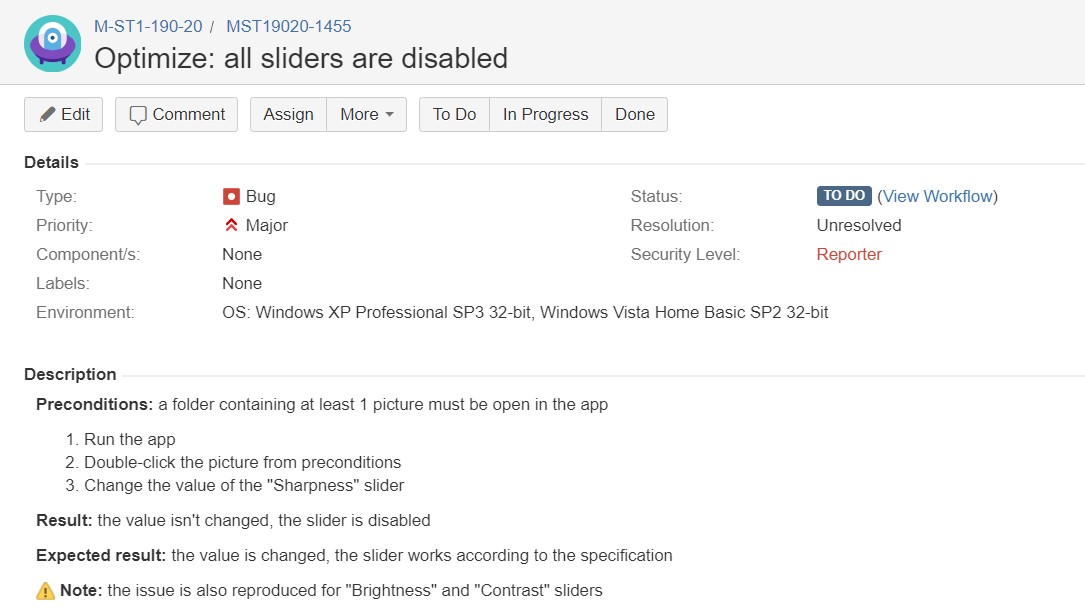 M-ST1-190-20 / MST19020-1455
Optimize: all sliders are disabled
Edit Comment Assign More To Do In Progress Done
Details
Type: Bug Status: TO DO (View Workflow)
Priority: Major Resolution: Unresolved
Component/s: None Security Level: Reporter
Labels: None
Environment: OS: Windows XP Professional SP3 32-bit, Windows Vista Home Basic SP2 32-bit
Description
Preconditions: a folder containing at least 1 picture must be open in the app
1. Run the app
2. Double-click the picture from preconditions
3. Change the value of the "Sharpness" slider
Result: the value isn't changed, the slider is disabled
Expected result: the value is changed, the slider works according to the specification
Note: the issue is also reproduced for "Brightness" and "Contrast" sliders